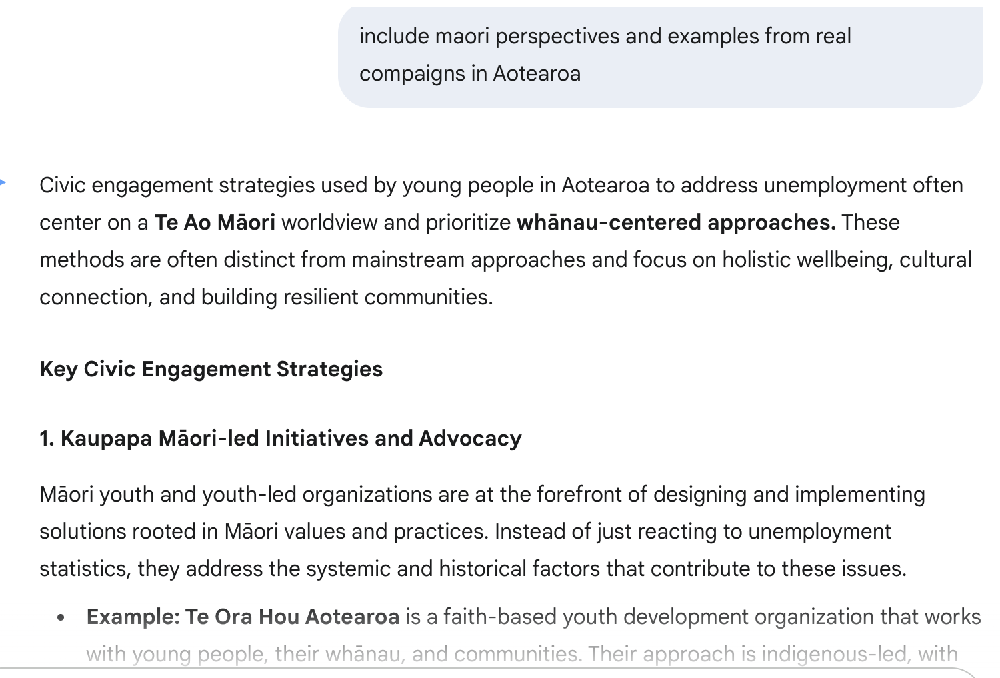 include maori perspectives and examples from real
compaigns in Aotearoa
Civic engagement strategies used by young people in Aotearoa to address unemployment often
center on a Te Ao Māori worldview and prioritize whānau-centered approaches. These
methods are often distinct from mainstream approaches and focus on holistic wellbeing, cultural
connection, and building resilient communities.
Key Civic Engagement Strategies
1. Kaupapa Māori-led Initiatives and Advocacy
Māori youth and youth-led organizations are at the forefront of designing and implementing
solutions rooted in Māori values and practices. Instead of just reacting to unemployment
statistics, they address the systemic and historical factors that contribute to these issues.
• Example: Te Ora Hou Aotearoa is a faith-based youth development organization that works
with young people, their whānau, and communities. Their approach is indigenous-led, with